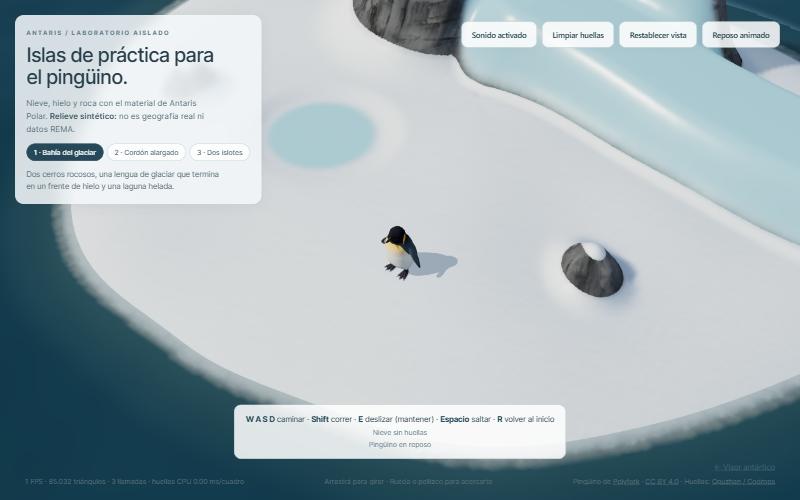 ANTARIS / LABORATORIO AISLADO
Islas de práctica para
el pingüino.
Nieve, hielo y roca con el material de Antaris
Polar. Relieve sintético: no es geografía real ni
datos REMA.
1 · Bahía del glaciar
2 · Cordón alargado
3 · Dos islotes
Dos cerros rocosos, una lengua de glaciar que termina
en un frente de hielo y una laguna helada.
Sonido activado
Limpiar huellas
Restablecer vista
Reposo animado
W A S D caminar · Shift correr · E deslizar (mantener) · Espacio saltar · R volver al inicio
Nieve sin huellas
Pingüino en reposo
← Visor antártico
1 FPS · 85.032 triángulos · 3 llamadas · huellas CPU 0.00 ms/cuadro
Arrastrá para girar · Rueda o pellizco para acercarte
Pingüino de Polyfork · CC BY 4.0 · Huellas: Oguzhan / Cosmos